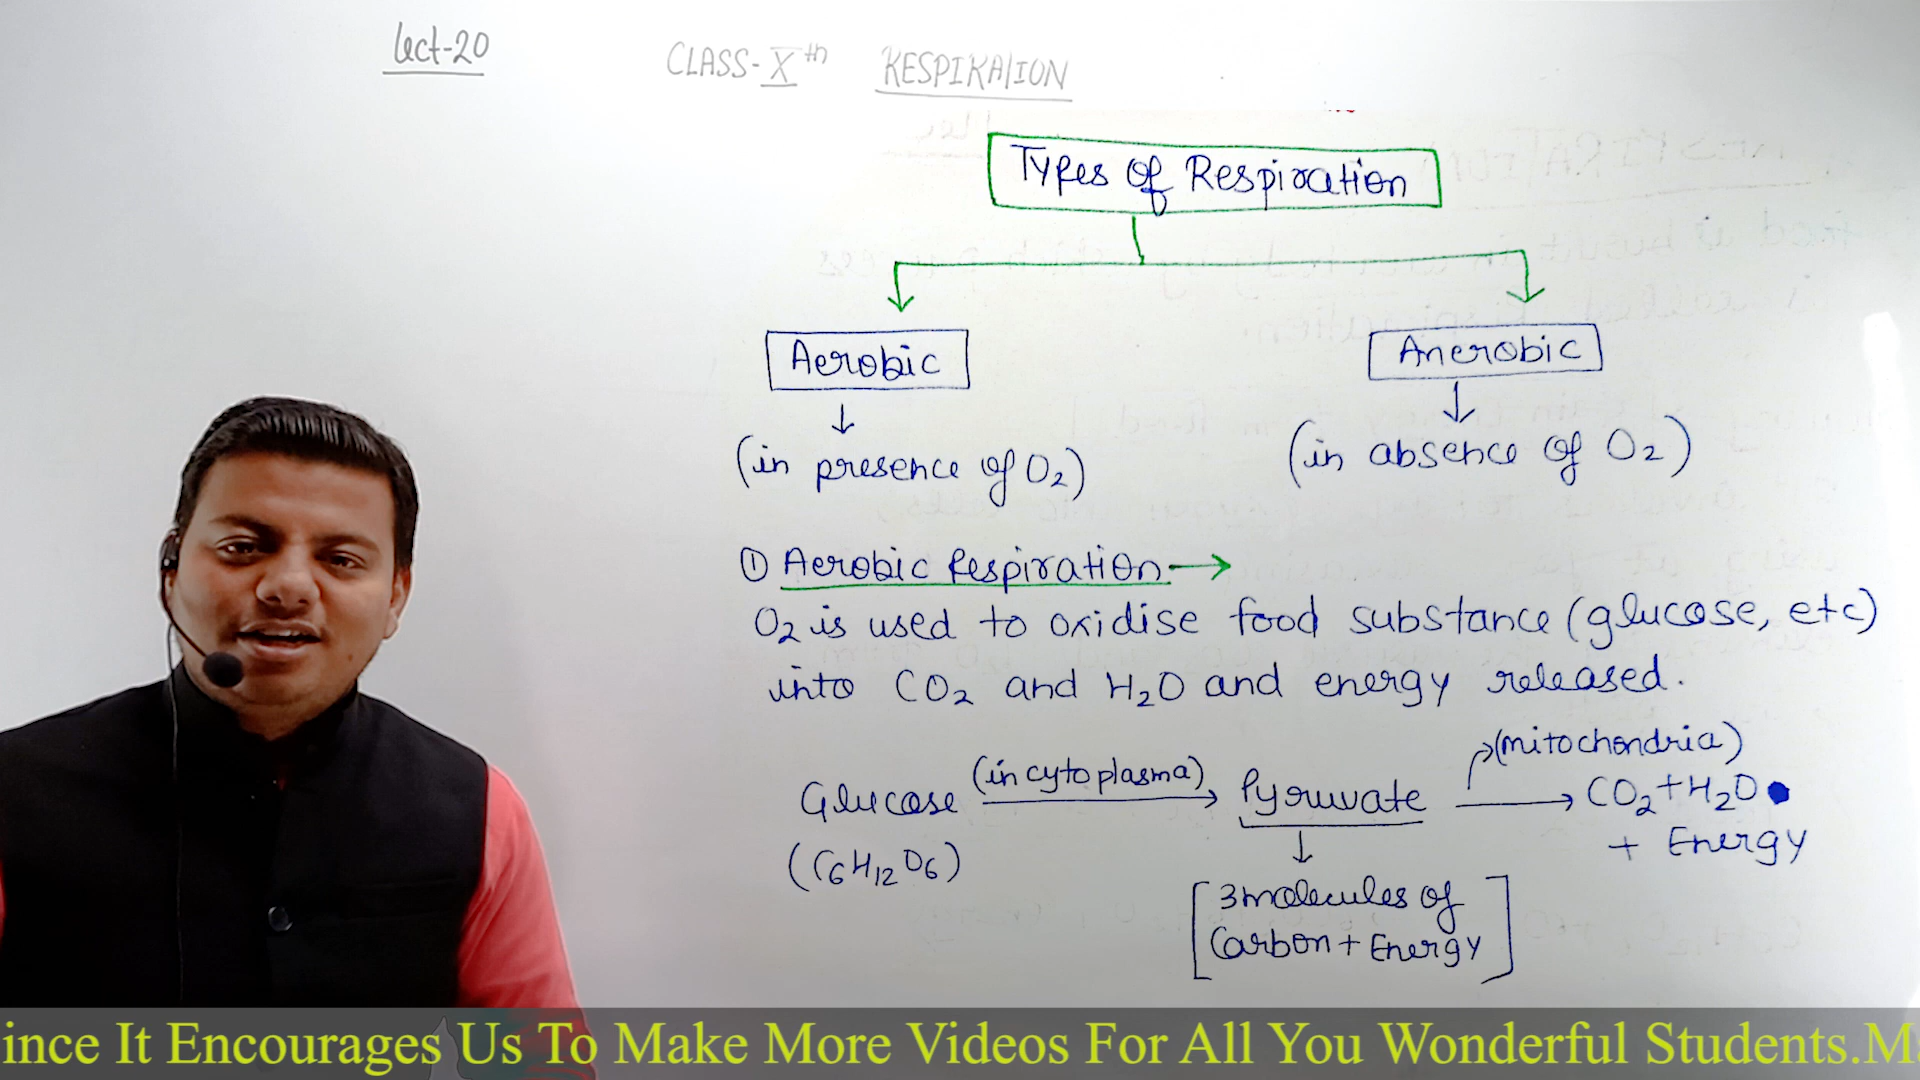 Lect-20
CLASS-Xth RESPIRATION
Types of Respiration
Aerobic
Anerobic
(in presence of O2)
(in absence of O2)
① Aerobic Respiration →
O2 is used to oxidise food substance (glucose, etc)
into CO2 and H2O and energy released.
(mitochondria)
Glucose (in cytoplasma) → Pyruvate → CO2+H2O
+ Energy
(C6H12O6)
[3 molecules of
Carbon + Energy]
ince It Encourages Us To Make More Videos For All You Wonderful Students.